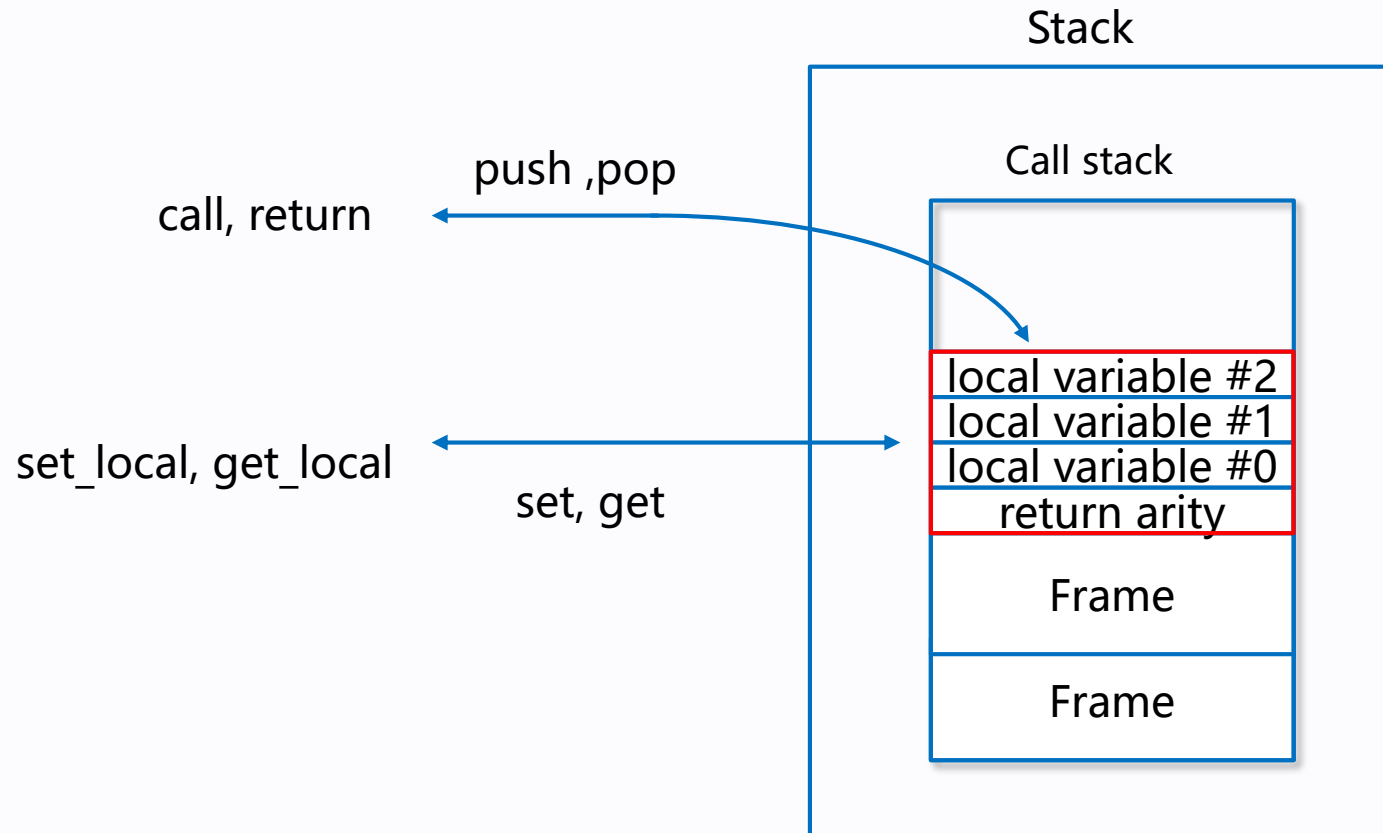 Stack
Call stack
push ,pop
call, return
local variable #2
local variable #1
local variable #0
return arity
set_local, get_local
set, get
Frame
Frame